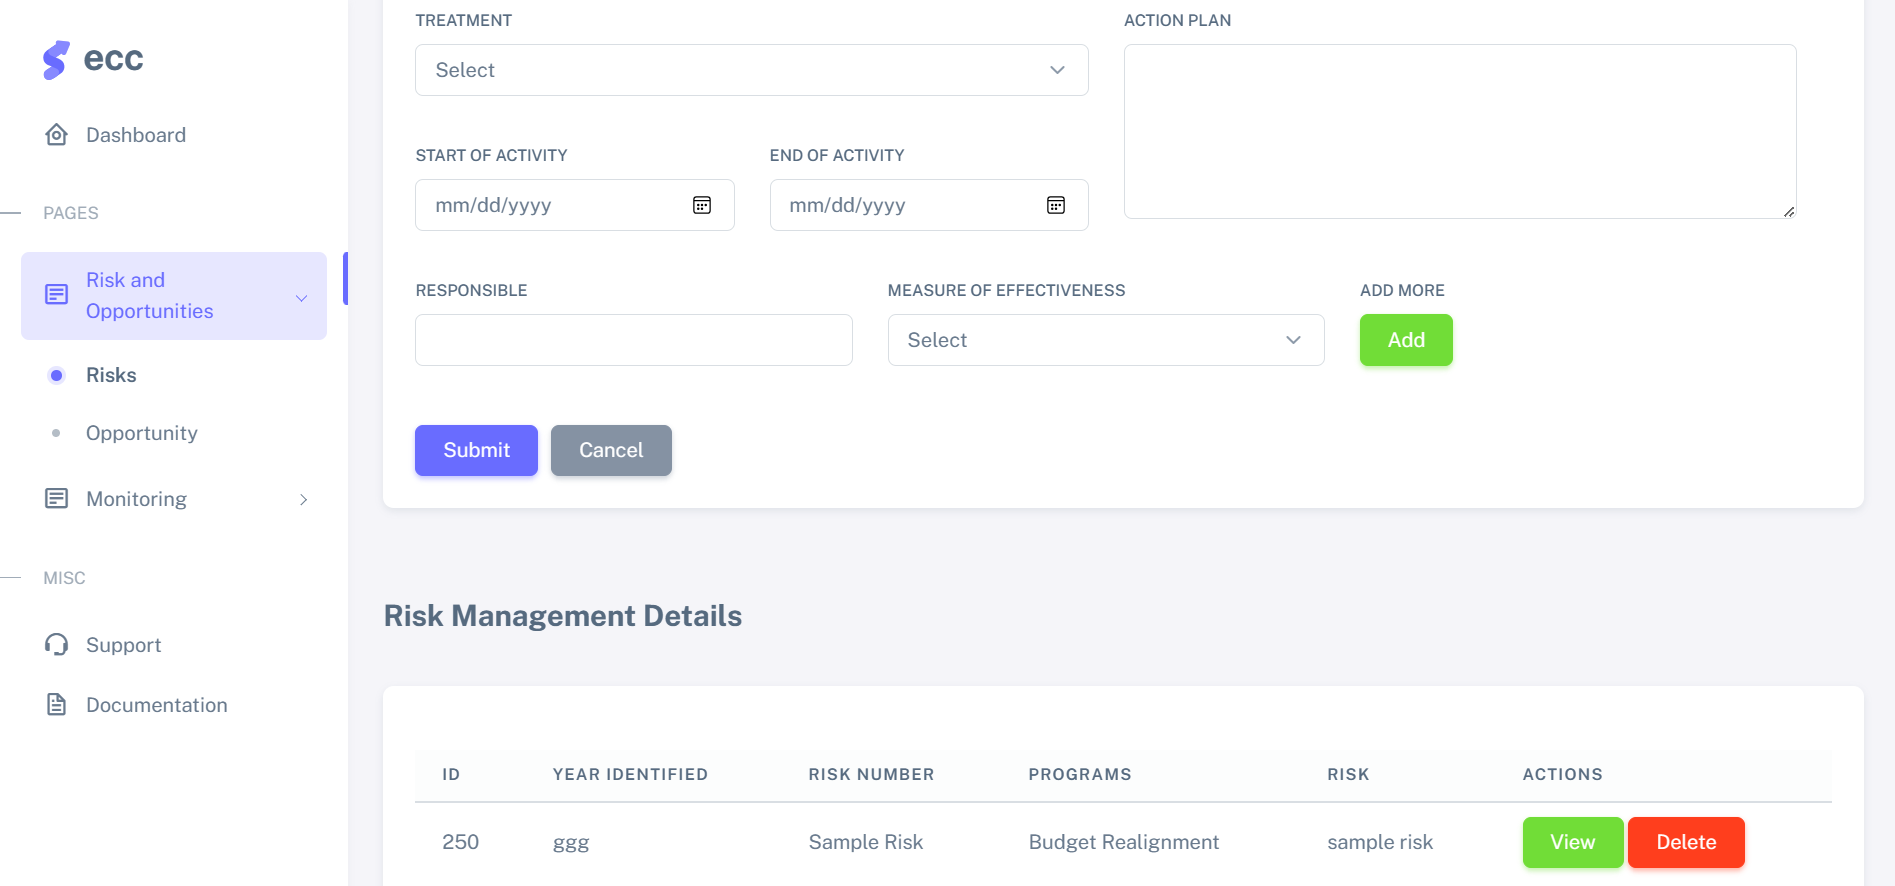 ecc
Dashboard
PAGES
Risk and
Opportunities
Risks
Opportunity
Monitoring
MISC
Support
Documentation
TREATMENT
Select
ACTION PLAN
START OF ACTIVITY
mm/dd/yyyy
END OF ACTIVITY
mm/dd/yyyy
RESPONSIBLE
MEASURE OF EFFECTIVENESS
Select
ADD MORE
Add
Submit Cancel
Risk Management Details
ID YEAR IDENTIFIED RISK NUMBER PROGRAMS RISK ACTIONS
250 ggg Sample Risk Budget Realignment sample risk View Delete